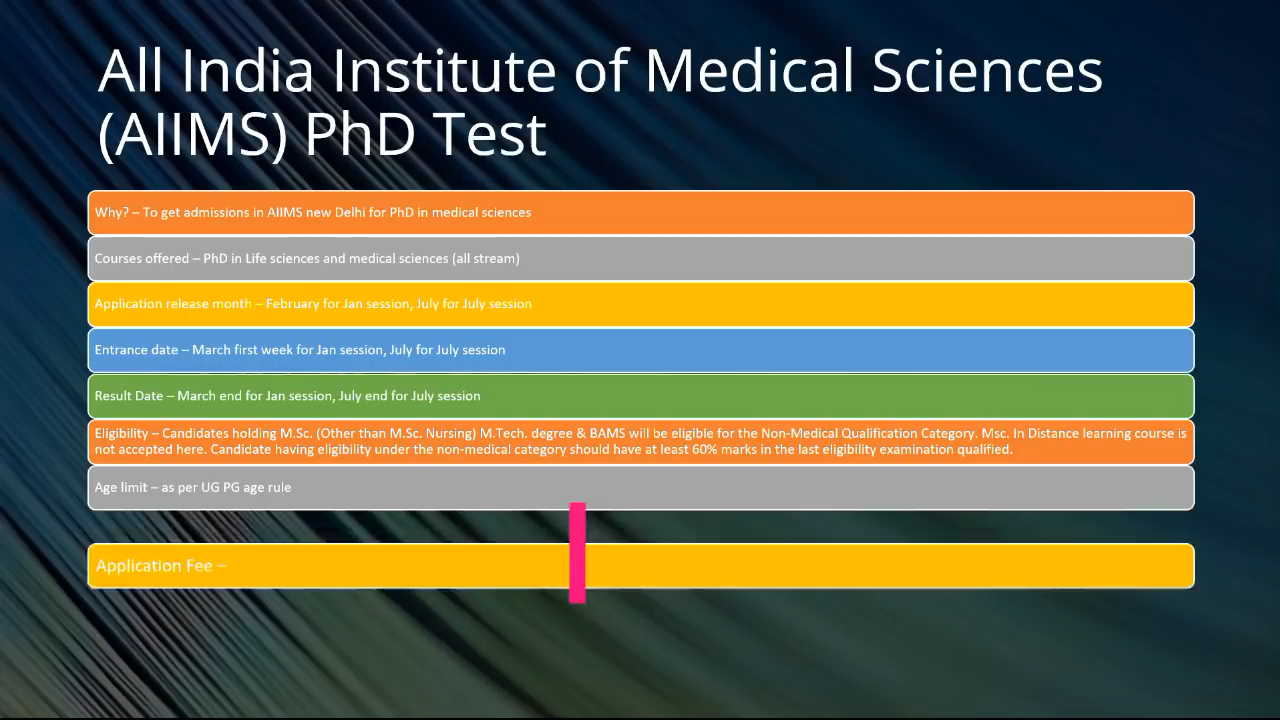 All India Institute of Medical Sciences
(AIIMS) PhD Test
Why? – To get admissions in AIIMS new Delhi for PhD in medical sciences
Courses offered – PhD in Life sciences and medical sciences (all stream)
Application release month – February for Jan session, July for July session
Entrance date – March first week for Jan session, July for July session
Result Date – March end for Jan session, July end for July session
Eligibility – Candidates holding M.Sc. (Other than M.Sc. Nursing) M.Tech. degree & BAMS will be eligible for the Non-Medical Qualification Category. Msc. In Distance learning course is
not accepted here. Candidate having eligibility under the non-medical category should have at least 60% marks in the last eligibility examination qualified.
Age limit – as per UG PG age rule
Application Fee –